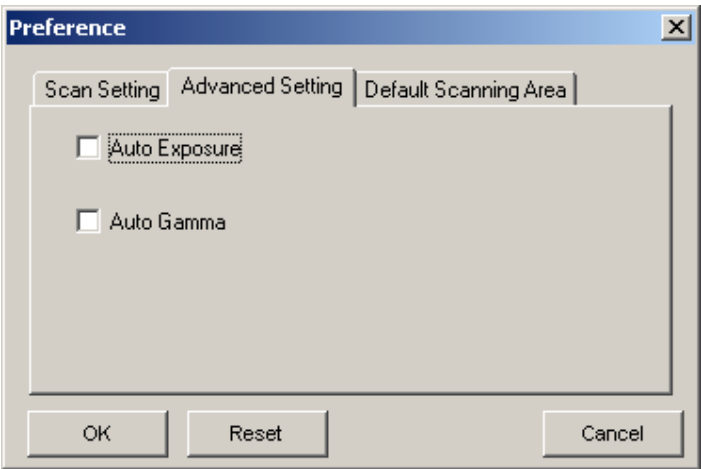 Preference
Scan Setting Advanced Setting Default Scanning Area
Auto Exposure
Auto Gamma
OK Reset Cancel